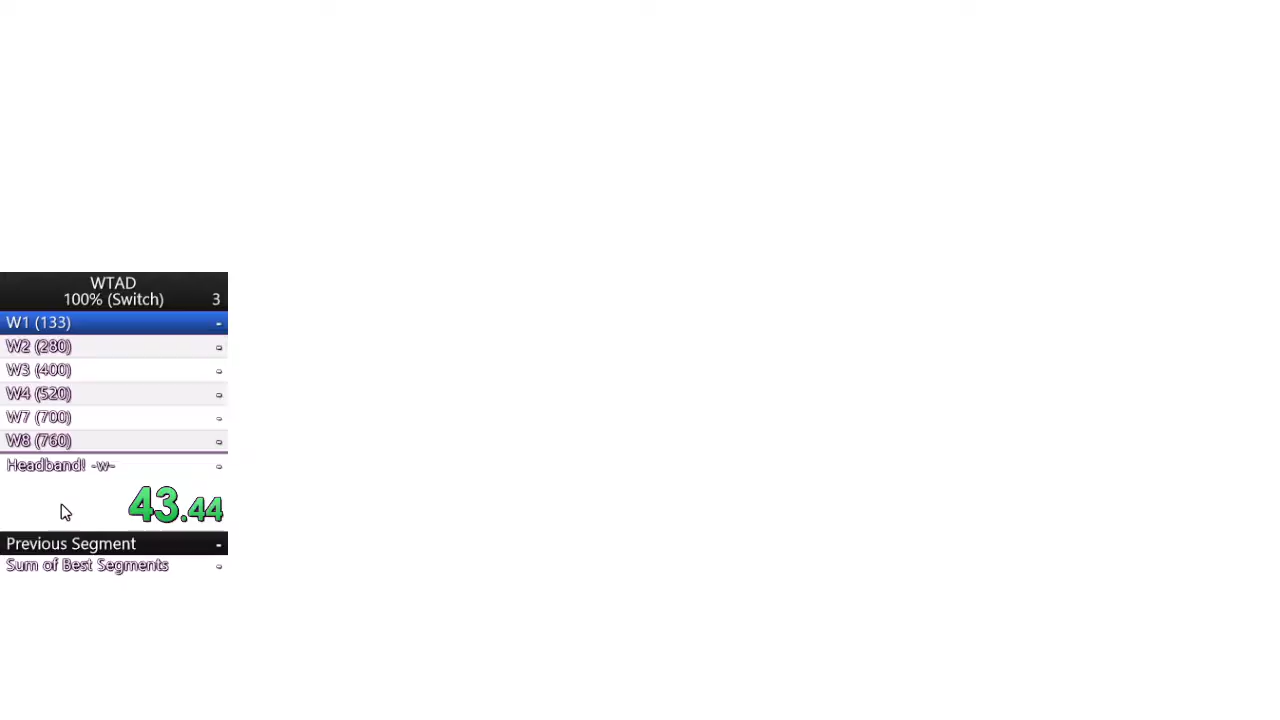 WTAD
100% (Switch) 3
W1 (133) -
W2 (280) -
W3 (400) -
W4 (520) -
W7 (700) -
W8 (760) -
Headband! -w- -
43.44
Previous Segment -
Sum of Best Segments -